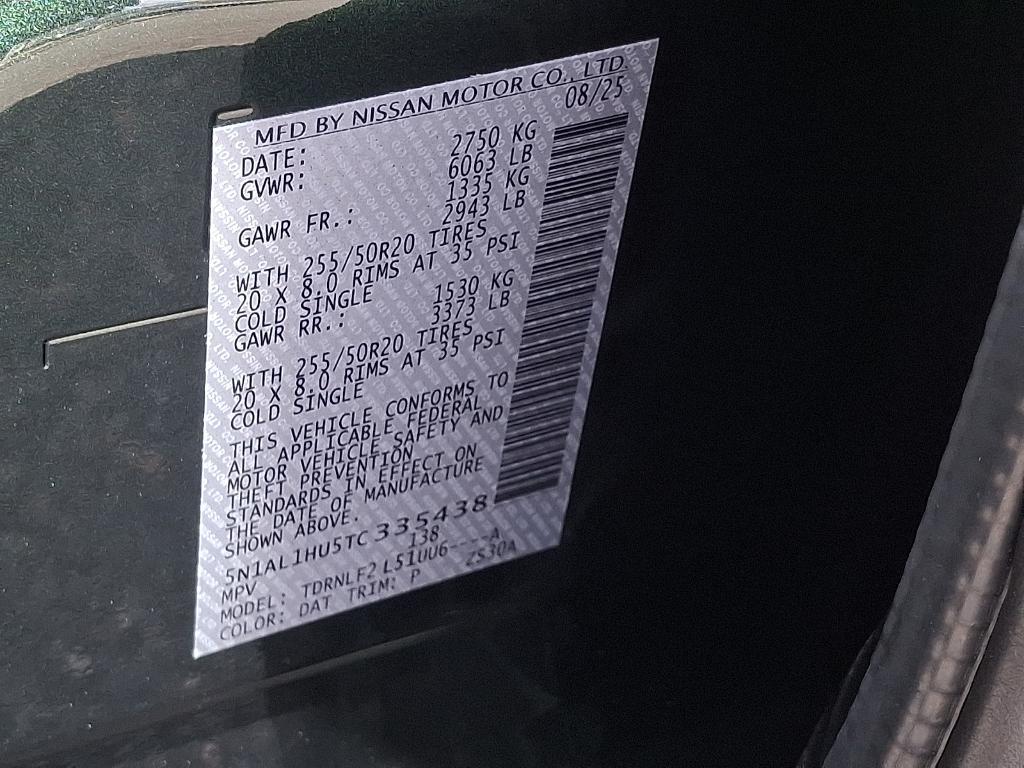 MFD BY NISSAN MOTOR CO., LTD.
DATE: 08/25
GVWR: 2750 KG
6063 LB
GAWR FR.: 1335 KG
2943 LB
WITH 255/50R20 TIRES
20 X 8.0 RIMS AT 35 PSI
COLD SINGLE
GAWR RR.: 1530 KG
3373 LB
WITH 255/50R20 TIRES
20 X 8.0 RIMS AT 35 PSI
COLD SINGLE
THIS VEHICLE CONFORMS TO
ALL APPLICABLE FEDERAL
MOTOR VEHICLE SAFETY AND
THEFT PREVENTION
STANDARDS IN EFFECT ON
THE DATE OF MANUFACTURE
SHOWN ABOVE.
5N1AL1HU5TC335438
MPV 138
MODEL: TDRNLF2 L51UU6----A
COLOR: DAT TRIM: P ZS30A